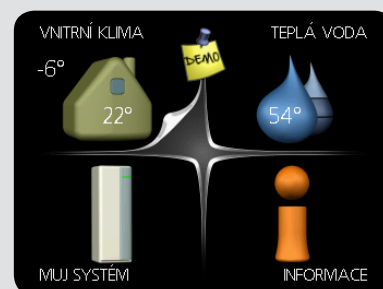 VNITRNÍ KLIMA
TEPLÁ VODA
DEMO
-6°
22°
54°
MUJ SYSTÉM
INFORMACE